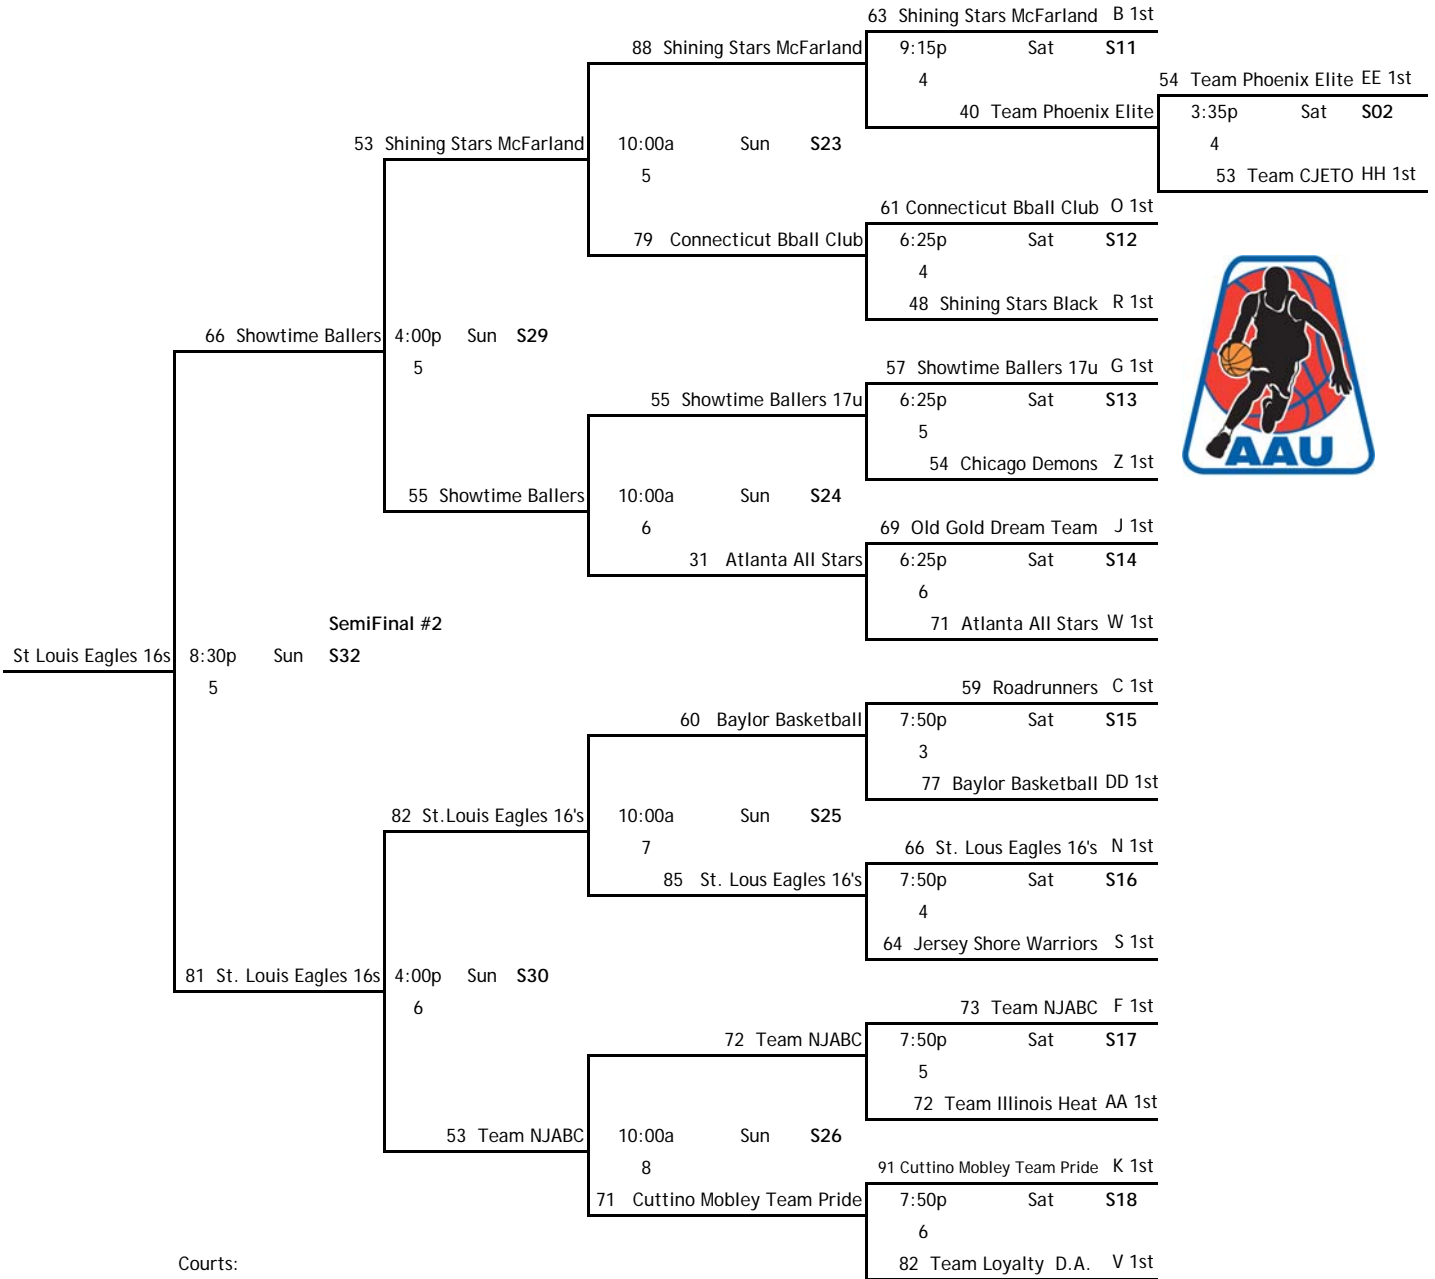 63 Shining Stars McFarland B 1st
88 Shining Stars McFarland 9:15p Sat S11
4 54 Team Phoenix Elite EE 1st
40 Team Phoenix Elite 3:35p Sat S02
53 Shining Stars McFarland 10:00a Sun S23 4
5 53 Team CJETO HH 1st
61 Connecticut Bball Club O 1st
79 Connecticut Bball Club 6:25p Sat S12
4
48 Shining Stars Black R 1st
66 Showtime Ballers 4:00p Sun S29
5 57 Showtime Ballers 17u G 1st
55 Showtime Ballers 17u 6:25p Sat S13
5
54 Chicago Demons Z 1st
AAU
55 Showtime Ballers 10:00a Sun S24
6 69 Old Gold Dream Team J 1st
31 Atlanta All Stars 6:25p Sat S14
6
SemiFinal #2 71 Atlanta All Stars W 1st
St Louis Eagles 16s 8:30p Sun S32
5 59 Roadrunners C 1st
60 Baylor Basketball 7:50p Sat S15
3
77 Baylor Basketball DD 1st
82 St.Louis Eagles 16's 10:00a Sun S25
7 66 St. Lous Eagles 16's N 1st
85 St. Lous Eagles 16's 7:50p Sat S16
4
64 Jersey Shore Warriors S 1st
81 St. Louis Eagles 16s 4:00p Sun S30
6 73 Team NJABC F 1st
72 Team NJABC 7:50p Sat S17
5
72 Team Illinois Heat AA 1st
53 Team NJABC 10:00a Sun S26
8 91 Cuttino Mobley Team Pride K 1st
71 Cuttino Mobley Team Pride 7:50p Sat S18
6
Courts: 82 Team Loyalty D.A. V 1st